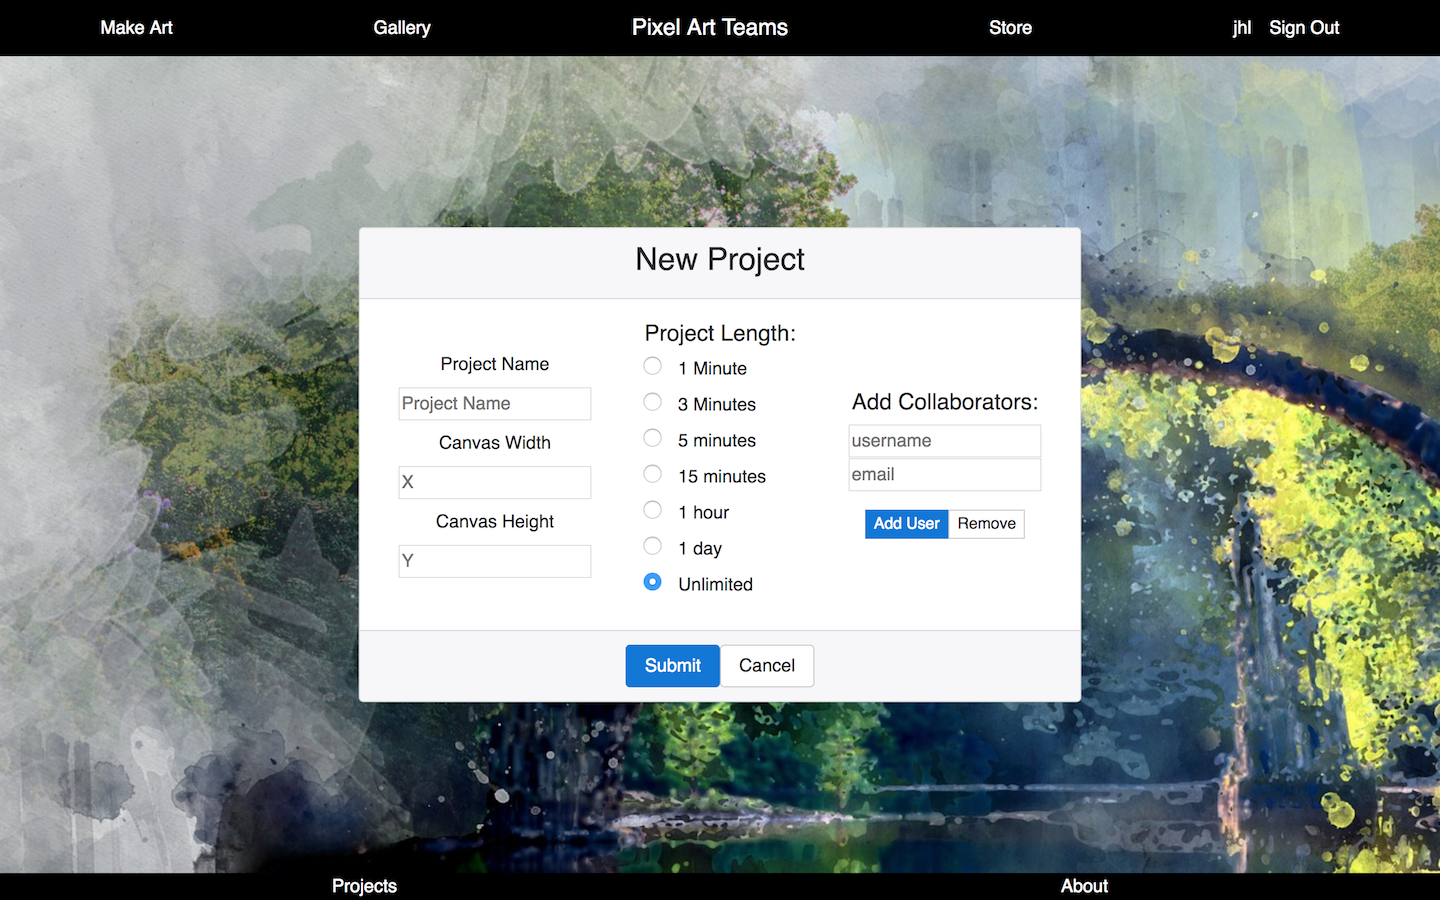 Make Art Gallery Pixel Art Teams Store jhl Sign Out
New Project
Project Name
Project Name
Canvas Width
X
Canvas Height
Y
Project Length:
1 Minute
3 Minutes
5 minutes
15 minutes
1 hour
1 day
Unlimited
Add Collaborators:
username
email
Add User Remove
Submit Cancel
Projects About